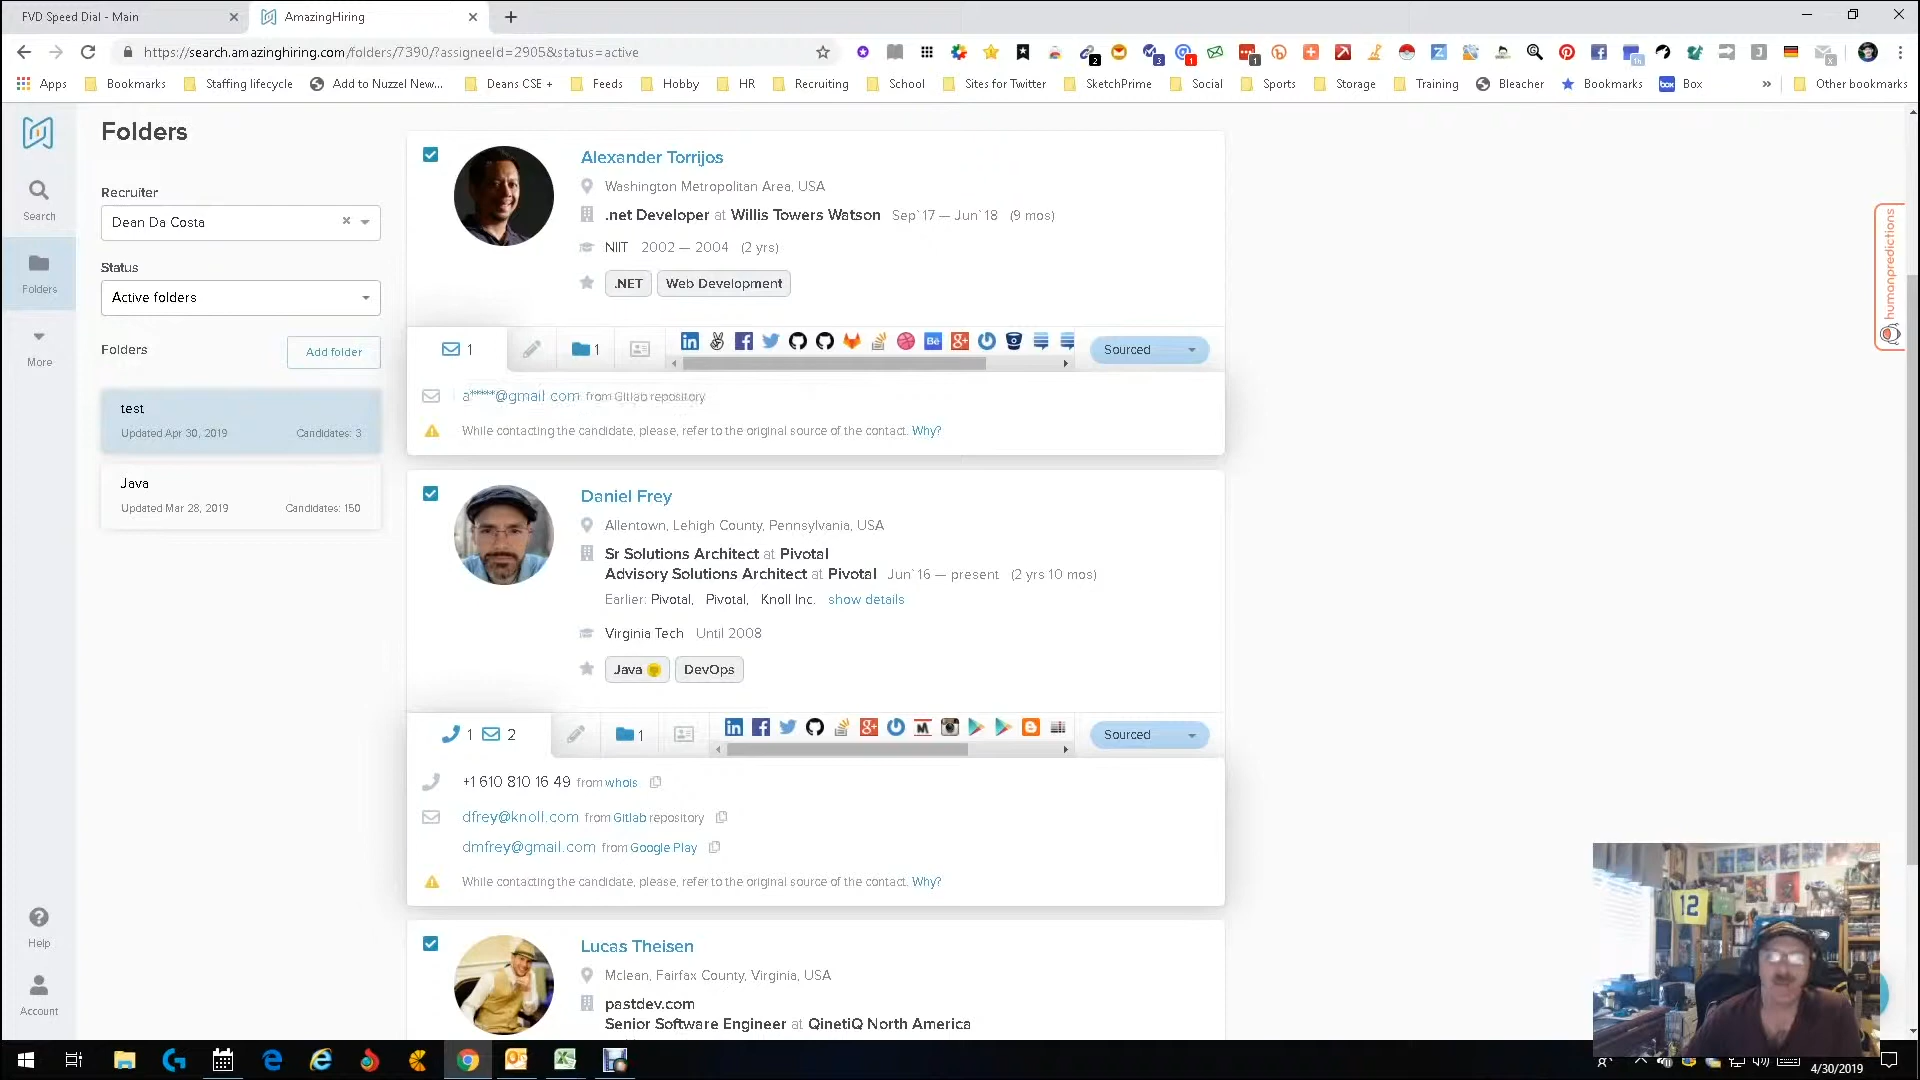 FVD Speed Dial - Main
AmazingHiring
https://search.amazinghiring.com/folders/7390/?assigneeId=2905&status=active
Apps Bookmarks Staffing lifecycle Add to Nuzzel New... Deans CSE + Feeds Hobby HR Recruiting School Sites for Twitter SketchPrime Social Sports Storage Training Bleacher Bookmarks box Box » Other bookmarks
Search
Folders
More
Help
Account
Folders
Recruiter
Dean Da Costa
Status
Active folders
Folders Add folder
test
Updated Apr 30, 2019 Candidates: 3
Java
Updated Mar 28, 2019 Candidates: 150
Alexander Torrijos
Washington Metropolitan Area, USA
.net Developer at Willis Towers Watson Sep`17 — Jun`18 (9 mos)
NIIT 2002 — 2004 (2 yrs)
.NET Web Development
1 1 Sourced
a*****@gmail.com from Gitlab repository
While contacting the candidate, please, refer to the original source of the contact. Why?
Daniel Frey
Allentown, Lehigh County, Pennsylvania, USA
Sr Solutions Architect at Pivotal
Advisory Solutions Architect at Pivotal Jun`16 — present (2 yrs 10 mos)
Earlier: Pivotal, Pivotal, Knoll Inc. show details
Virginia Tech Until 2008
Java DevOps
1 2 1 Sourced
+1 610 810 16 49 from whois
dfrey@knoll.com from Gitlab repository
dmfrey@gmail.com from Google Play
While contacting the candidate, please, refer to the original source of the contact. Why?
Lucas Theisen
Mclean, Fairfax County, Virginia, USA
pastdev.com
Senior Software Engineer at QinetiQ North America
humanpredictions
12
4/30/2019